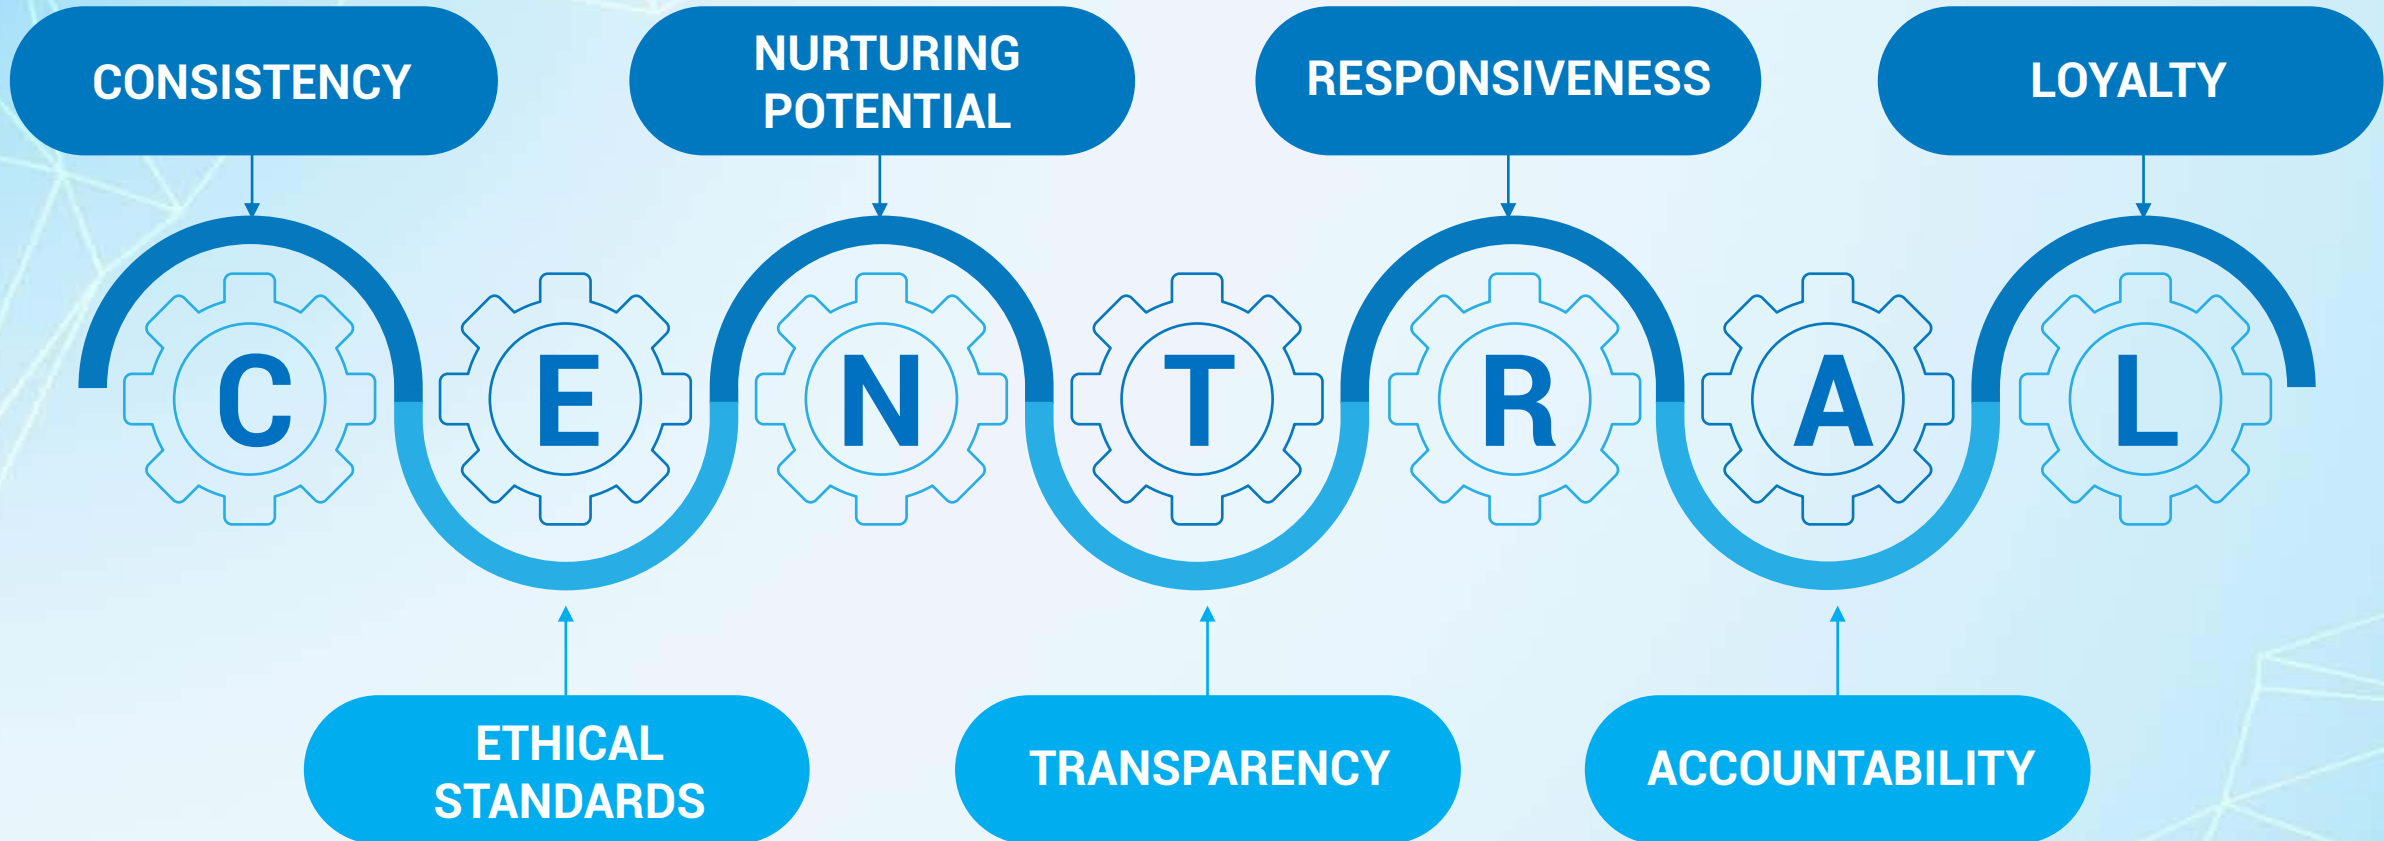 CONSISTENCY
NURTURING
POTENTIAL
RESPONSIVENESS
LOYALTY
C E N T R A L
ETHICAL
STANDARDS
TRANSPARENCY
ACCOUNTABILITY